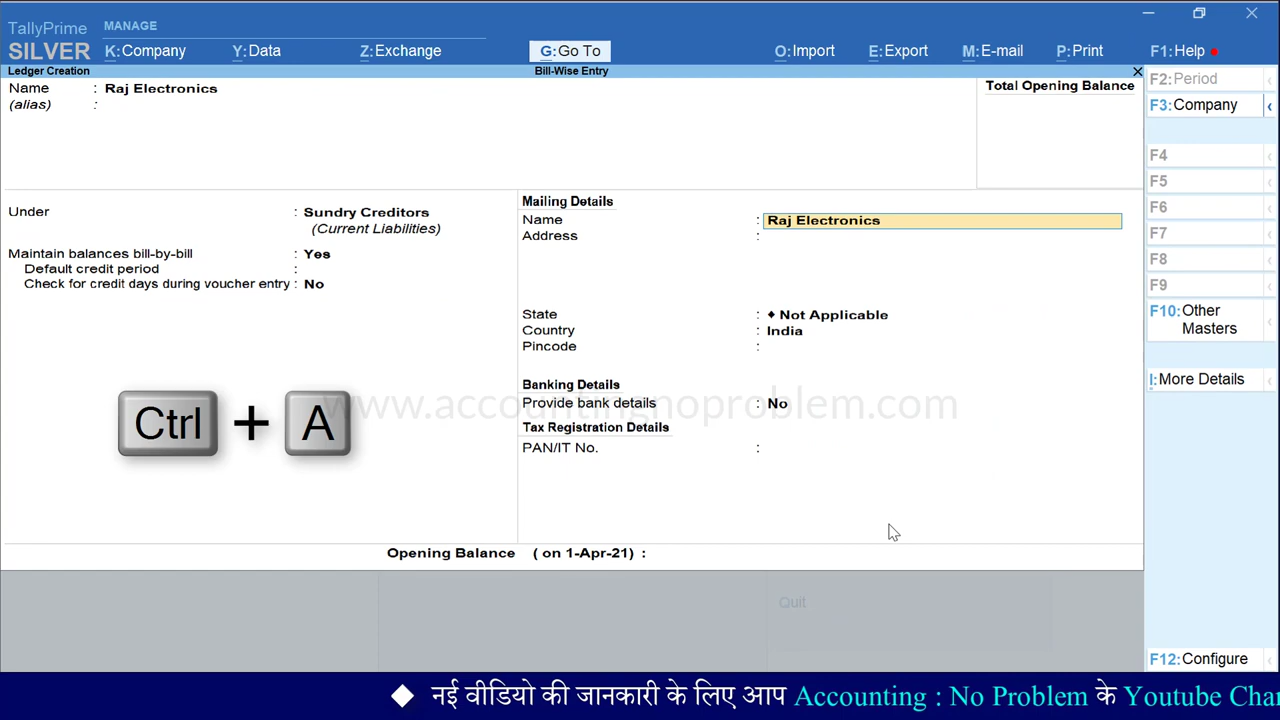 MANAGE
TallyPrime
SILVER
K:Company
Y:Data
Z:Exchange
G:Go To
O:Import
E:Export
M:E-mail
P:Print
F1:Help
Ledger Creation
Bill-Wise Entry
Name : Raj Electronics
(alias) :
Total Opening Balance
Under : Sundry Creditors
(Current Liabilities)
Maintain balances bill-by-bill : Yes
Default credit period :
Check for credit days during voucher entry : No
Mailing Details
Name : Raj Electronics
Address :
State : ♦ Not Applicable
Country : India
Pincode :
Banking Details
Provide bank details : No
Tax Registration Details
PAN/IT No. :
Ctrl + A
www.accountingnoproblem.com
Opening Balance ( on 1-Apr-21) :
Quit
F2:Period
F3:Company
F4
F5
F6
F7
F8
F9
F10:Other
Masters
I:More Details
F12:Configure
◆ नई वीडियो की जानकारी के लिए आप Accounting : No Problem के Youtube Chan